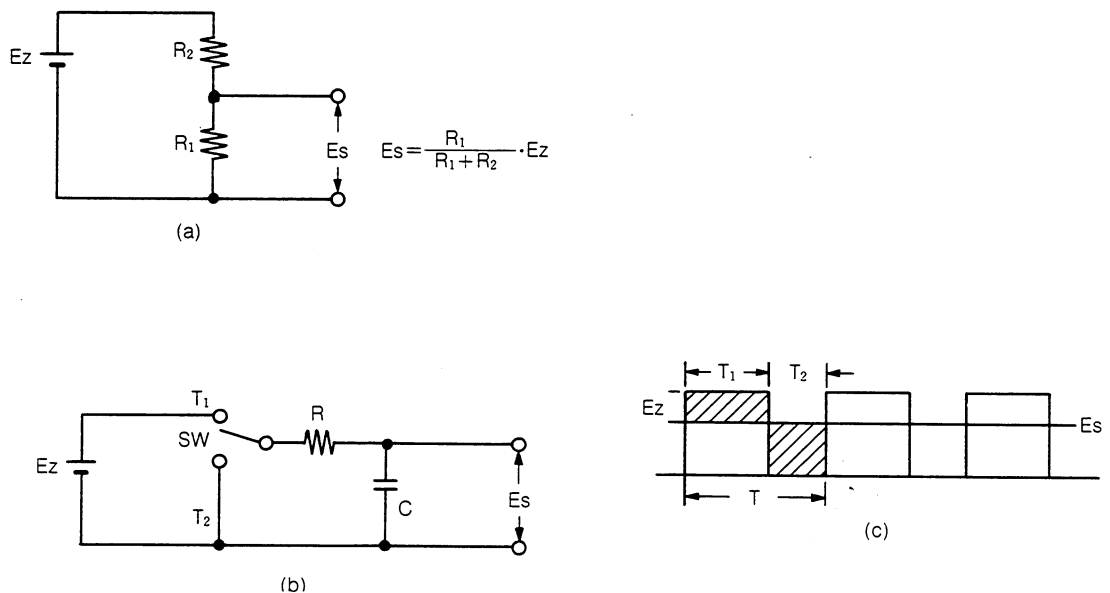 Ez
R₂
R₁
Es
Es = R₁/(R₁+R₂) · Ez
(a)
T₁
SW
R
Ez
T₂
C
Es
(b)
T₁ T₂
Ez
Es
T
(c)